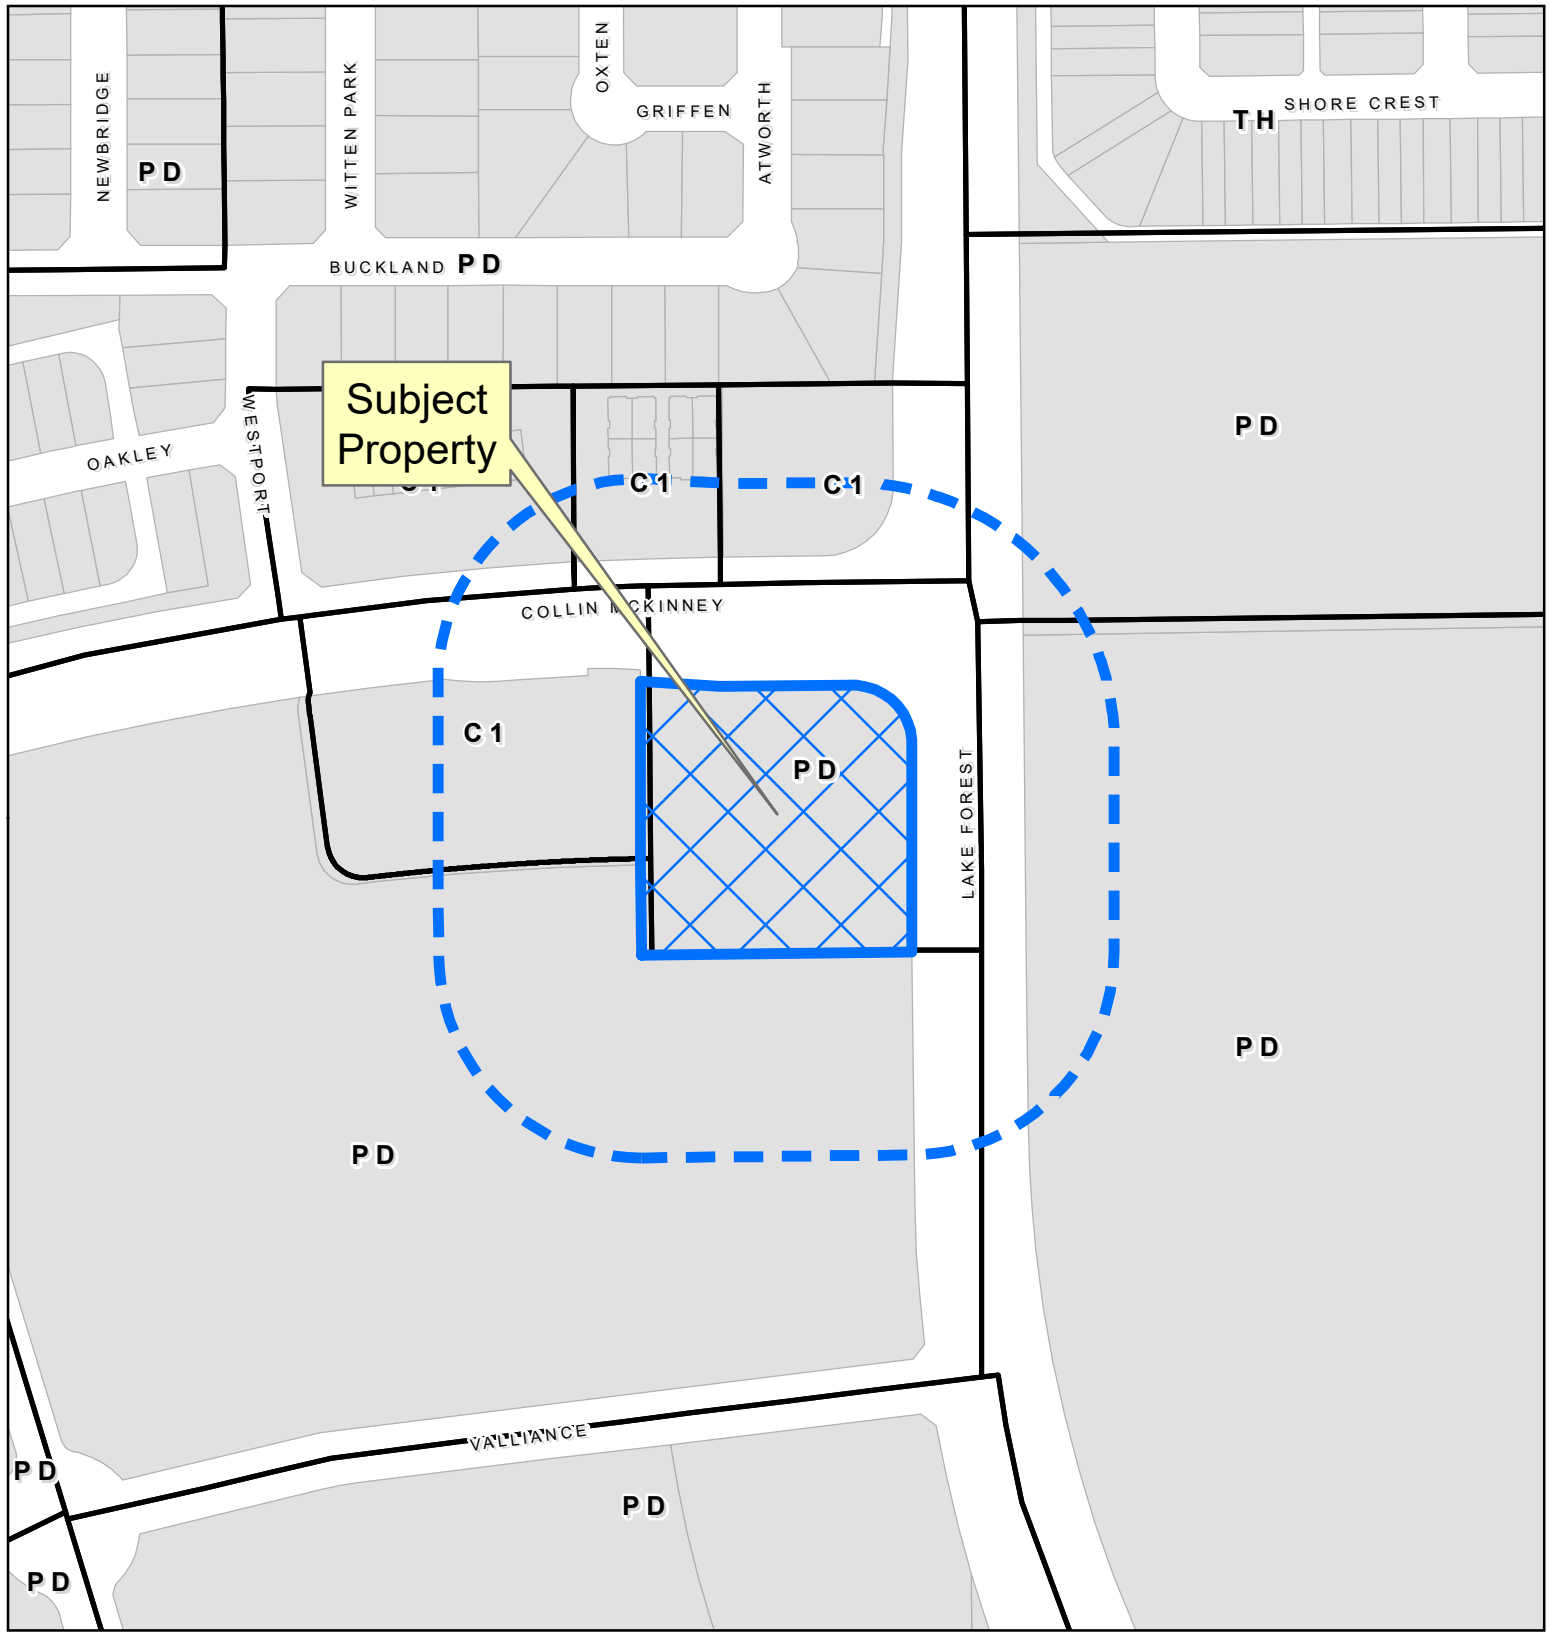 OXTEN
NEWBRIDGE
WITTEN PARK
GRIFFEN
ATWORTH
SHORE CREST
TH
PD
BUCKLAND
PD
Subject
Property
WESTPORT
OAKLEY
PD
C1
C1
COLLIN MCKINNEY
C1
PD
LAKE FOREST
PD
PD
VALLIANCE
PD
PD
PD